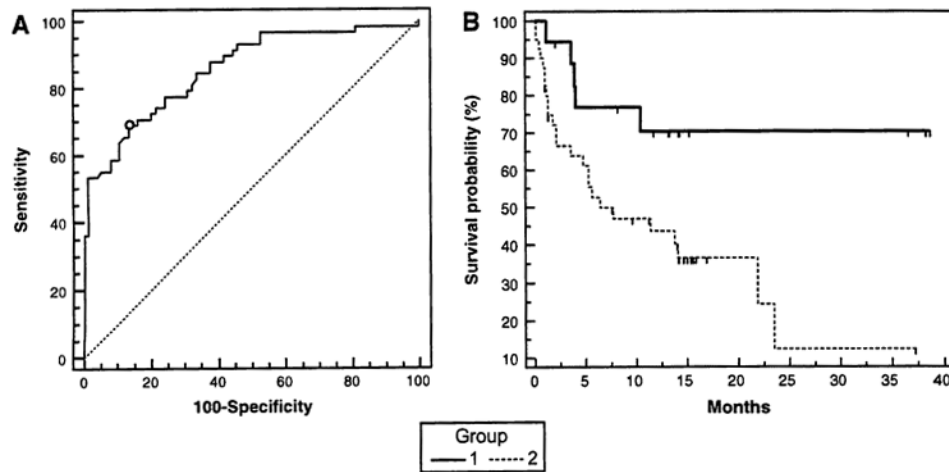 A
Sensitivity
100
80
60
40
20
0
0 20 40 60 80 100
100-Specificity
B
Survival probability (%)
100
90
80
70
60
50
40
30
20
10
0 5 10 15 20 25 30 35 40
Months
Group
1 2